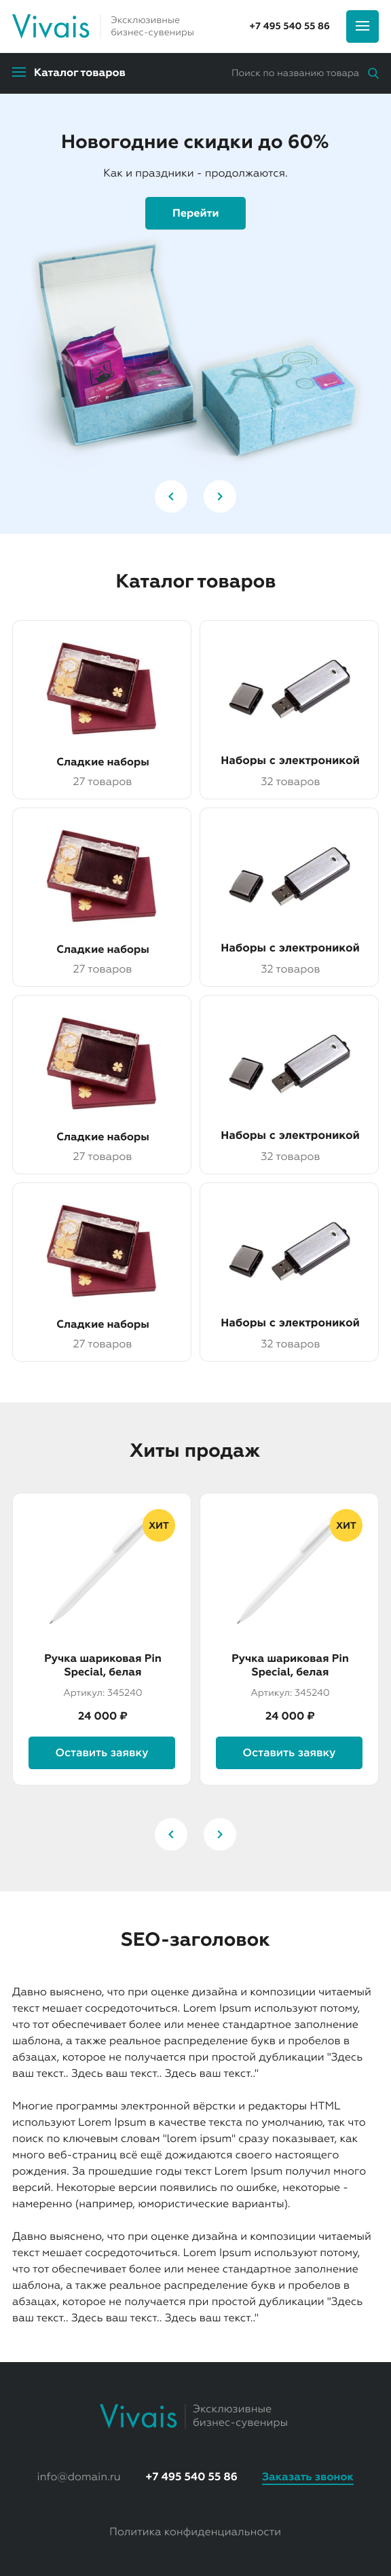 Vivais
Эксклюзивные
бизнес-сувениры
+7 495 540 55 86
Каталог товаров
Поиск по названию товара
Новогодние скидки до 60%
Как и праздники - продолжаются.
Перейти
Каталог товаров
Сладкие наборы
27 товаров
Наборы с электроникой
32 товаров
Сладкие наборы
27 товаров
Наборы с электроникой
32 товаров
Сладкие наборы
27 товаров
Наборы с электроникой
32 товаров
Сладкие наборы
27 товаров
Наборы с электроникой
32 товаров
Хиты продаж
ХИТ
Ручка шариковая Pin
Special, белая
Артикул: 345240
24 000 ₽
Оставить заявку
ХИТ
Ручка шариковая Pin
Special, белая
Артикул: 345240
24 000 ₽
Оставить заявку
SEO-заголовок
Давно выяснено, что при оценке дизайна и композиции читаемый
текст мешает сосредоточиться. Lorem Ipsum используют потому,
что тот обеспечивает более или менее стандартное заполнение
шаблона, а также реальное распределение букв и пробелов в
абзацах, которое не получается при простой дубликации "Здесь
ваш текст.. Здесь ваш текст.. Здесь ваш текст.."
Многие программы электронной вёрстки и редакторы HTML
используют Lorem Ipsum в качестве текста по умолчанию, так что
поиск по ключевым словам "lorem ipsum" сразу показывает, как
много веб-страниц всё ещё дожидаются своего настоящего
рождения. За прошедшие годы текст Lorem Ipsum получил много
версий. Некоторые версии появились по ошибке, некоторые -
намеренно (например, юмористические варианты).
Давно выяснено, что при оценке дизайна и композиции читаемый
текст мешает сосредоточиться. Lorem Ipsum используют потому,
что тот обеспечивает более или менее стандартное заполнение
шаблона, а также реальное распределение букв и пробелов в
абзацах, которое не получается при простой дубликации "Здесь
ваш текст.. Здесь ваш текст.. Здесь ваш текст.."
Vivais
Эксклюзивные
бизнес-сувениры
info@domain.ru
+7 495 540 55 86
Заказать звонок
Политика конфиденциальности